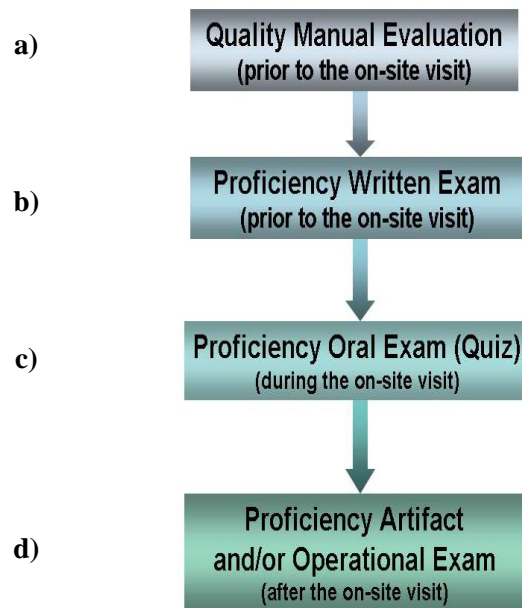 a) Quality Manual Evaluation
(prior to the on-site visit)
b) Proficiency Written Exam
(prior to the on-site visit)
c) Proficiency Oral Exam (Quiz)
(during the on-site visit)
d) Proficiency Artifact
and/or Operational Exam
(after the on-site visit)